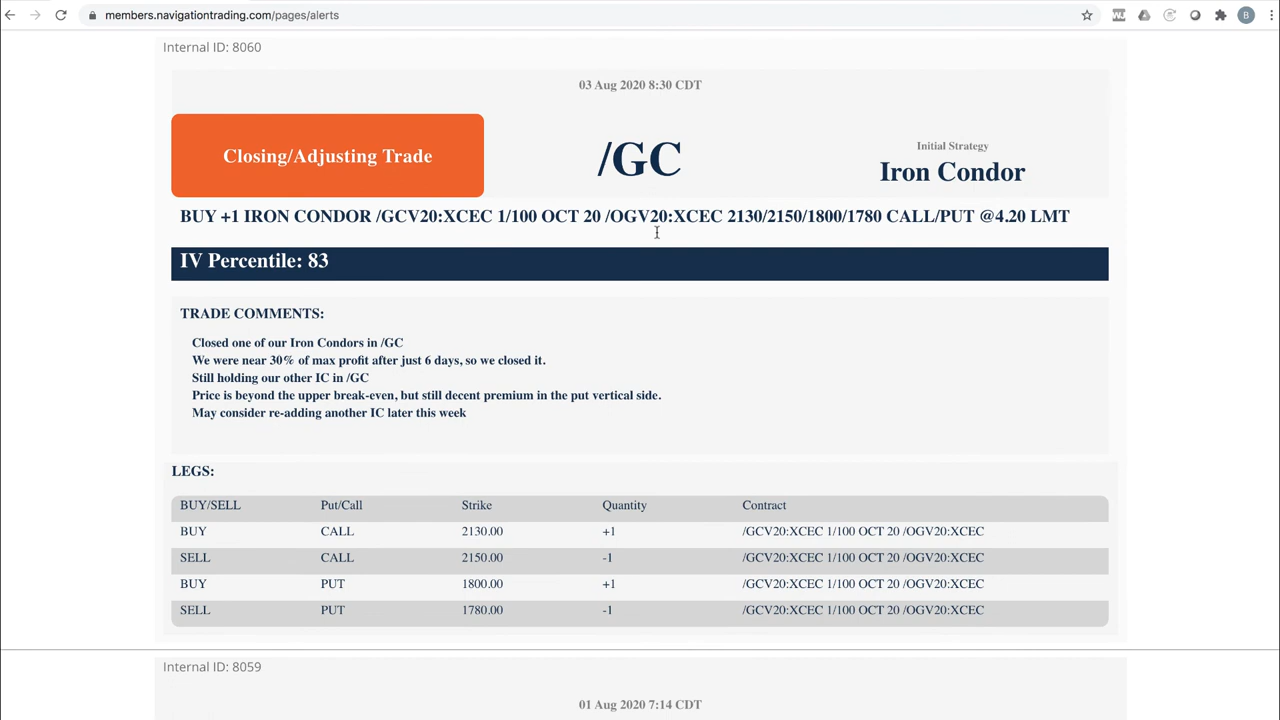 members.navigationtrading.com/pages/alerts
B
Internal ID: 8060
03 Aug 2020 8:30 CDT
Closing/Adjusting Trade
/GC
Initial Strategy
Iron Condor
BUY +1 IRON CONDOR /GCV20:XCEC 1/100 OCT 20 /OGV20:XCEC 2130/2150/1800/1780 CALL/PUT @4.20 LMT
IV Percentile: 83
TRADE COMMENTS:
Closed one of our Iron Condors in /GC
We were near 30% of max profit after just 6 days, so we closed it.
Still holding our other IC in /GC
Price is beyond the upper break-even, but still decent premium in the put vertical side.
May consider re-adding another IC later this week
LEGS:
BUY/SELL Put/Call Strike Quantity Contract
BUY CALL 2130.00 +1 /GCV20:XCEC 1/100 OCT 20 /OGV20:XCEC
SELL CALL 2150.00 -1 /GCV20:XCEC 1/100 OCT 20 /OGV20:XCEC
BUY PUT 1800.00 +1 /GCV20:XCEC 1/100 OCT 20 /OGV20:XCEC
SELL PUT 1780.00 -1 /GCV20:XCEC 1/100 OCT 20 /OGV20:XCEC
Internal ID: 8059
01 Aug 2020 7:14 CDT